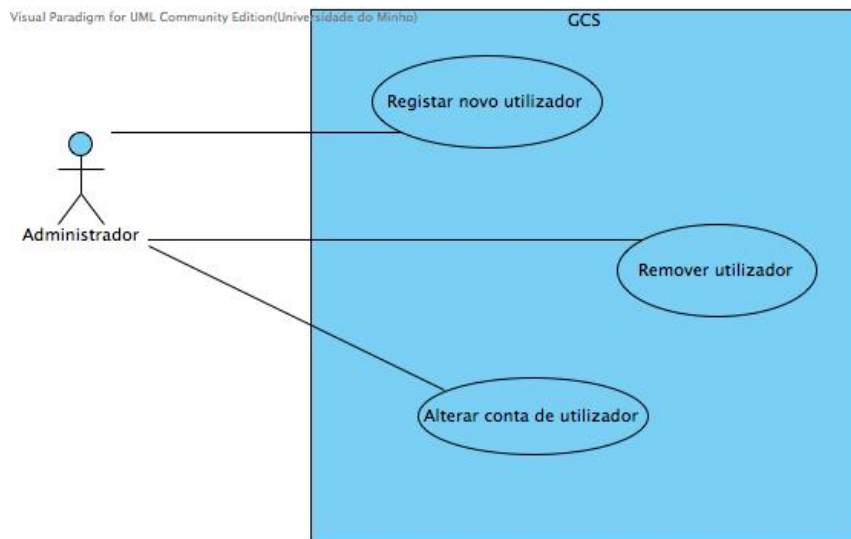 Visual Paradigm for UML Community Edition(Universidade do Minho)
GCS
Registar novo utilizador
Administrador
Remover utilizador
Alterar conta de utilizador